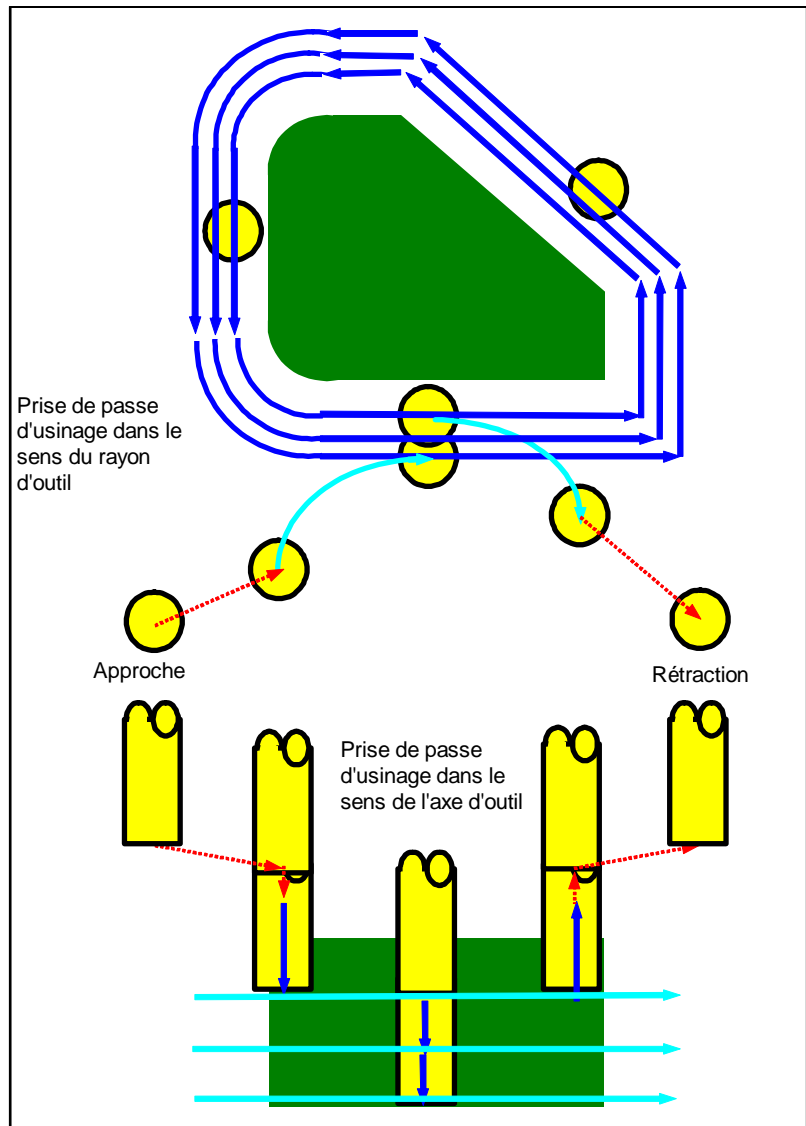 Prise de passe
d'usinage dans le
sens du rayon
d'outil
Approche
Rétraction
Prise de passe
d'usinage dans le
sens de l'axe d'outil